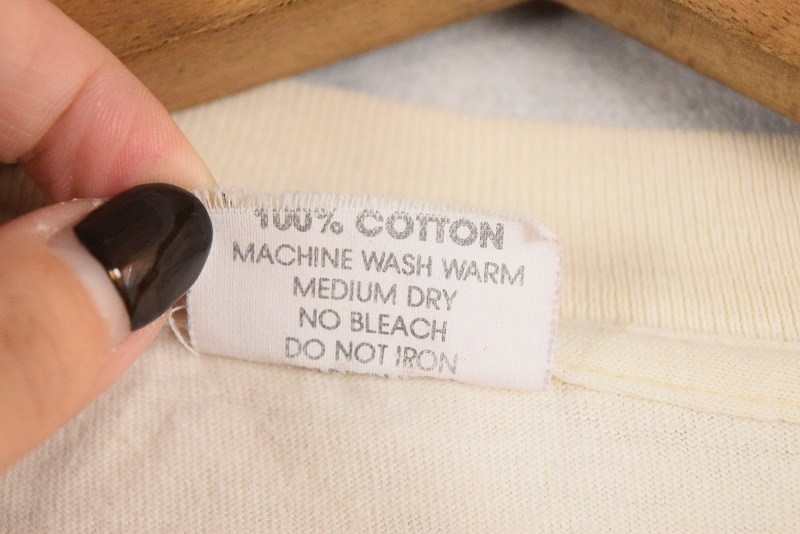 100% COTTON
MACHINE WASH WARM
MEDIUM DRY
NO BLEACH
DO NOT IRON